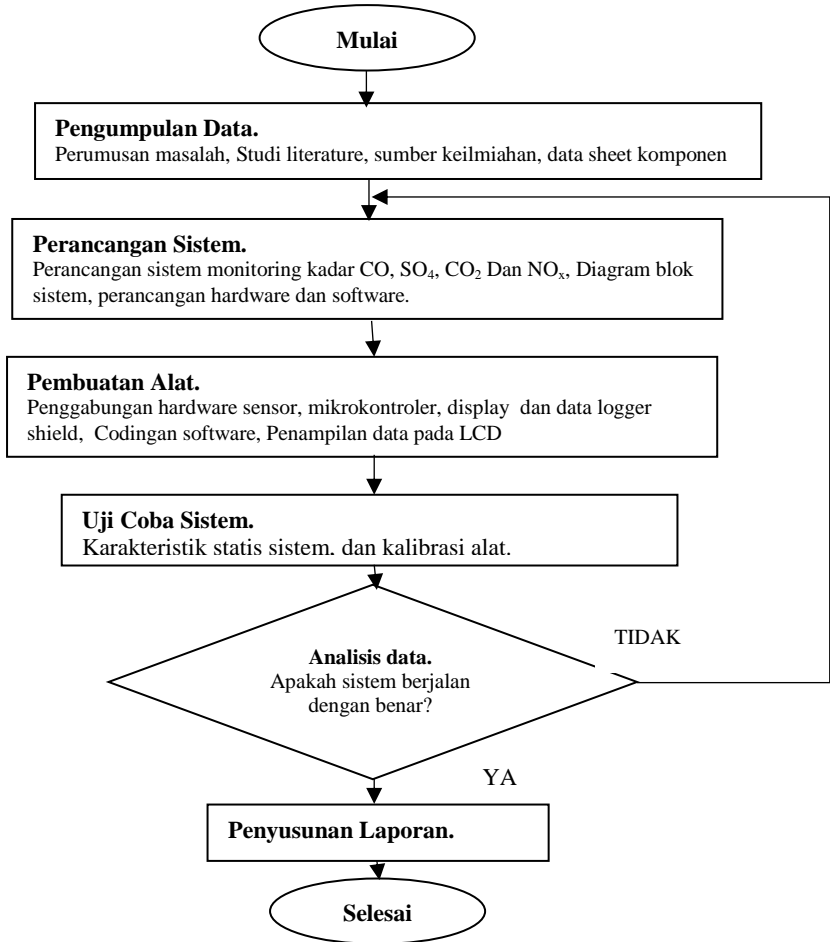 Mulai
Pengumpulan Data.
Perumusan masalah, Studi literature, sumber keilmiahan, data sheet komponen
Perancangan Sistem.
Perancangan sistem monitoring kadar CO, SO₄, CO₂ Dan NOₓ, Diagram blok
sistem, perancangan hardware dan software.
Pembuatan Alat.
Penggabungan hardware sensor, mikrokontroler, display dan data logger
shield, Codingan software, Penampilan data pada LCD
Uji Coba Sistem.
Karakteristik statis sistem. dan kalibrasi alat.
TIDAK
Analisis data.
Apakah sistem berjalan
dengan benar?
YA
Penyusunan Laporan.
Selesai